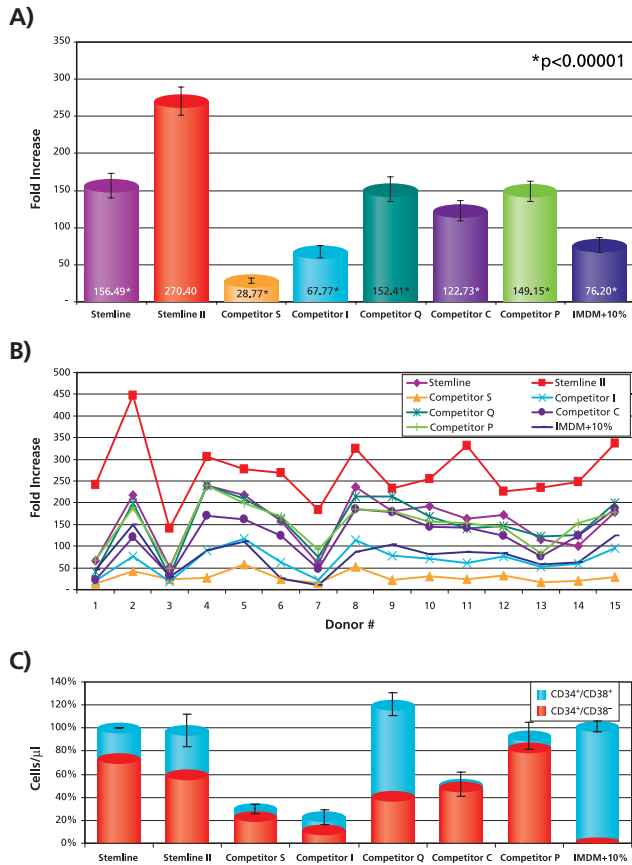 A)
350
300
250
200
150
100
50
-
Fold Increase
*p<0.00001
156.49*
270.40
28.77*
67.77*
152.41*
122.73*
149.15*
76.20*
Stemline
Stemline II
Competitor S
Competitor I
Competitor Q
Competitor C
Competitor P
IMDM+10%
B)
500
450
400
350
300
250
200
150
100
50
-
Fold Increase
Stemline
Stemline II
Competitor S
Competitor I
Competitor Q
Competitor C
Competitor P
IMDM+10%
1 2 3 4 5 6 7 8 9 10 11 12 13 14 15
Donor #
C)
140%
120%
100%
80%
60%
40%
20%
0%
Cells/µl
CD34⁺/CD38⁺
CD34⁺/CD38⁻
Stemline
Stemline II
Competitor S
Competitor I
Competitor Q
Competitor C
Competitor P
IMDM+10%